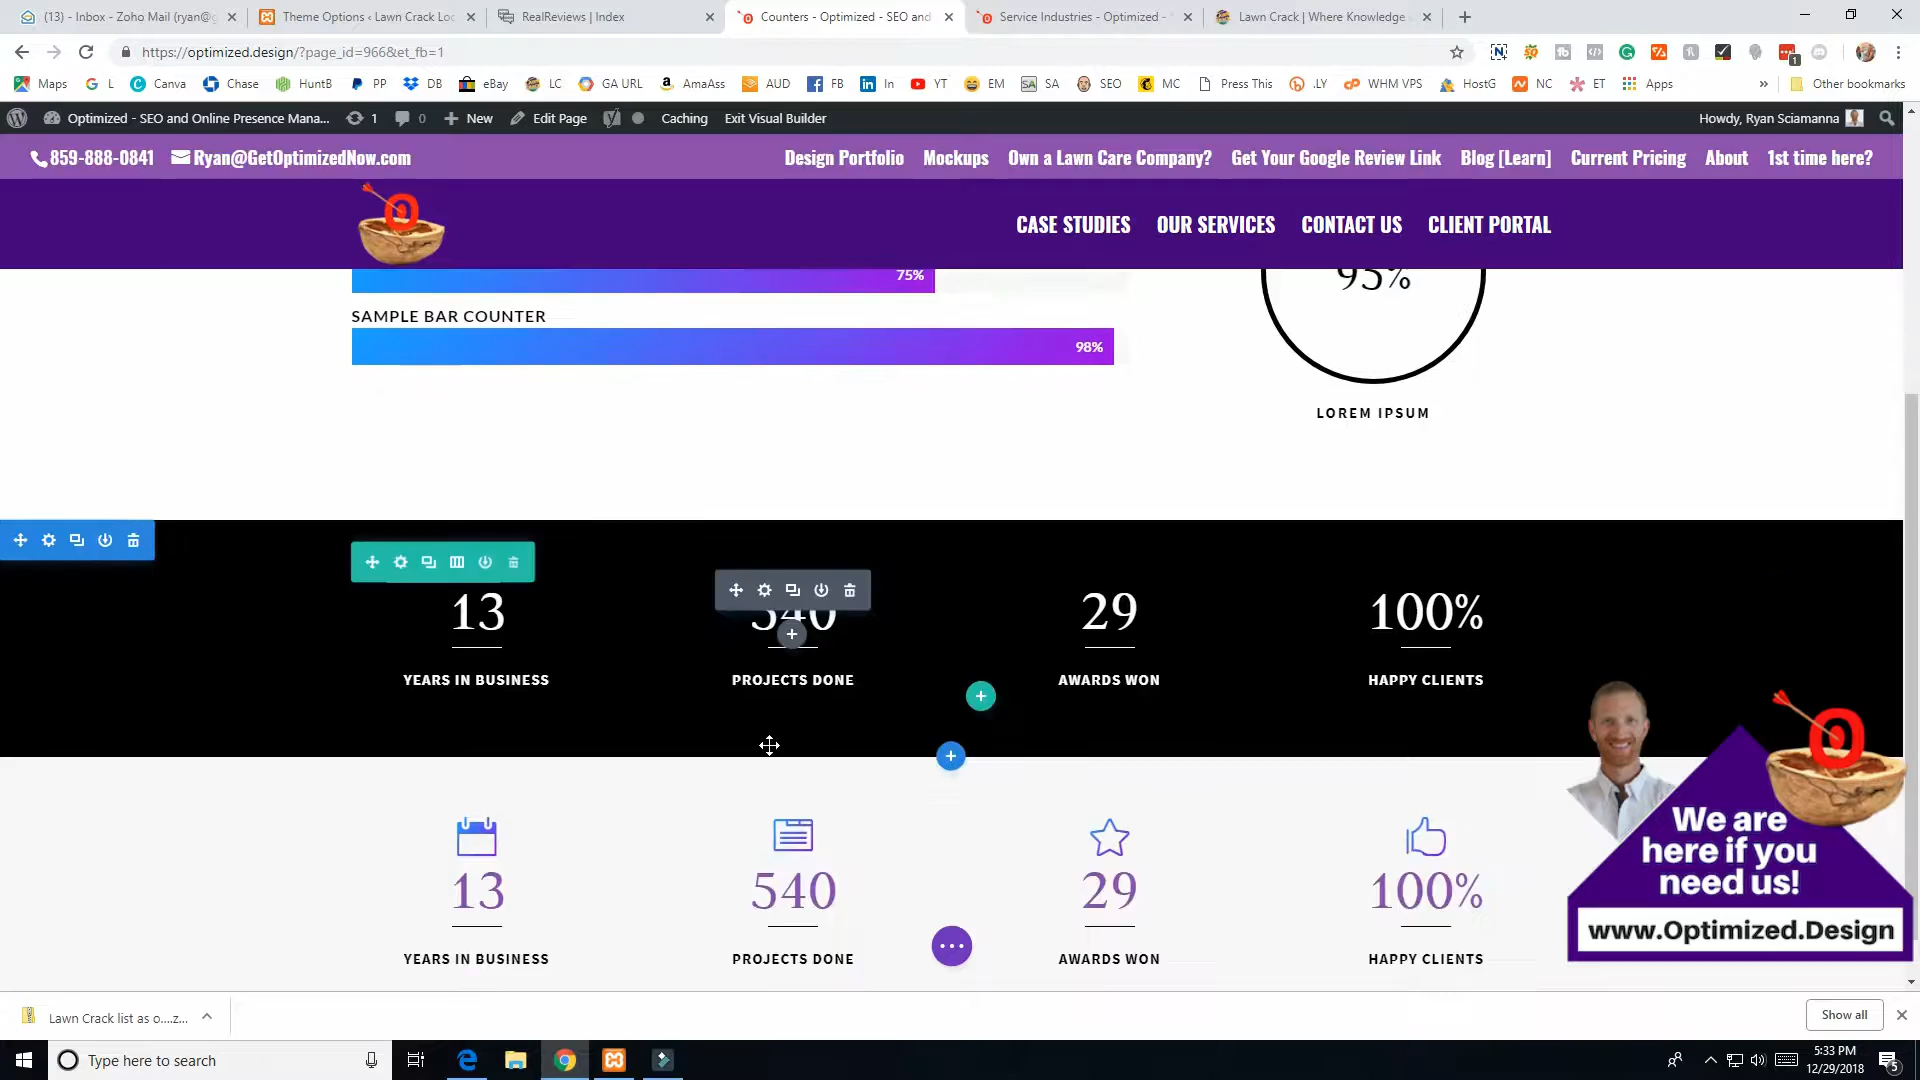 (13) - Inbox - Zoho Mail (ryan@g
Theme Options ‹ Lawn Crack Loc
RealReviews | Index
Counters - Optimized - SEO and
Service Industries - Optimized -
Lawn Crack | Where Knowledge
https://optimized.design/?page_id=966&et_fb=1
Maps
L
Canva
Chase
HuntB
PP
DB
eBay
LC
GA URL
AmaAss
AUD
FB
In
YT
EM
SA
SEO
MC
Press This
.LY
WHM VPS
HostG
NC
ET
Apps
»
Other bookmarks
Optimized - SEO and Online Presence Mana...
1
0
New
Edit Page
Caching
Exit Visual Builder
Howdy, Ryan Sciamanna
859-888-0841
Ryan@GetOptimizedNow.com
Design Portfolio
Mockups
Own a Lawn Care Company?
Get Your Google Review Link
Blog [Learn]
Current Pricing
About
1st time here?
CASE STUDIES
OUR SERVICES
CONTACT US
CLIENT PORTAL
75%
95%
SAMPLE BAR COUNTER
98%
LOREM IPSUM
13
540
29
100%
YEARS IN BUSINESS
PROJECTS DONE
AWARDS WON
HAPPY CLIENTS
13
540
29
100%
YEARS IN BUSINESS
PROJECTS DONE
AWARDS WON
HAPPY CLIENTS
We are
here if you
need us!
www.Optimized.Design
Lawn Crack list as o....z...
Show all
Type here to search
5:33 PM
12/29/2018
5